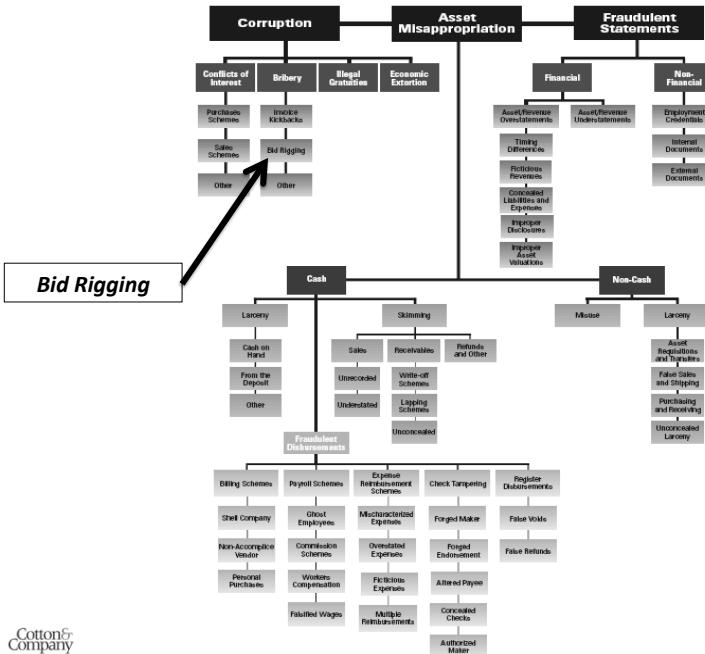 Corruption
Asset
Misappropriation
Fraudulent
Statements
Conflicts of
Interest
Bribery
Illegal
Gratuities
Economic
Extortion
Financial
Non-
Financial
Purchases
Schemes
Invoice
Kickbacks
Asset/Revenue
Overstatements
Asset/Revenue
Understatements
Employment
Credentials
Sales
Schemes
Bid Rigging
Timing
Differences
Internal
Documents
Other
Other
Ficticious
Revenues
External
Documents
Concealed
Liabilities and
Expenses
Improper
Disclosures
Improper
Asset
Valuations
Bid Rigging
Cash
Non-Cash
Larceny
Skimming
Misuse
Larceny
Cash on
Hand
Sales
Receivables
Refunds
and Other
Asset
Requisitions
and Transfers
From the
Deposit
Unrecorded
Write-off
Schemes
False Sales
and Shipping
Other
Understated
Lapping
Schemes
Purchasing
and Receiving
Unconcealed
Unconcealed
Larceny
Fraudulent
Disbursements
Billing Schemes
Payroll Schemes
Expense
Reimbursement
Schemes
Check Tampering
Register
Disbursements
Shell Company
Ghost
Employees
Mischaracterized
Expenses
Forged Maker
False Voids
Non-Accomplice
Vendor
Commission
Schemes
Overstated
Expenses
Forged
Endorsement
False Refunds
Personal
Purchases
Workers
Compensation
Ficticious
Expenses
Altered Payee
Falsified Wages
Multiple
Reimbursements
Concealed
Checks
Authorized
Maker
Cotton&
Company